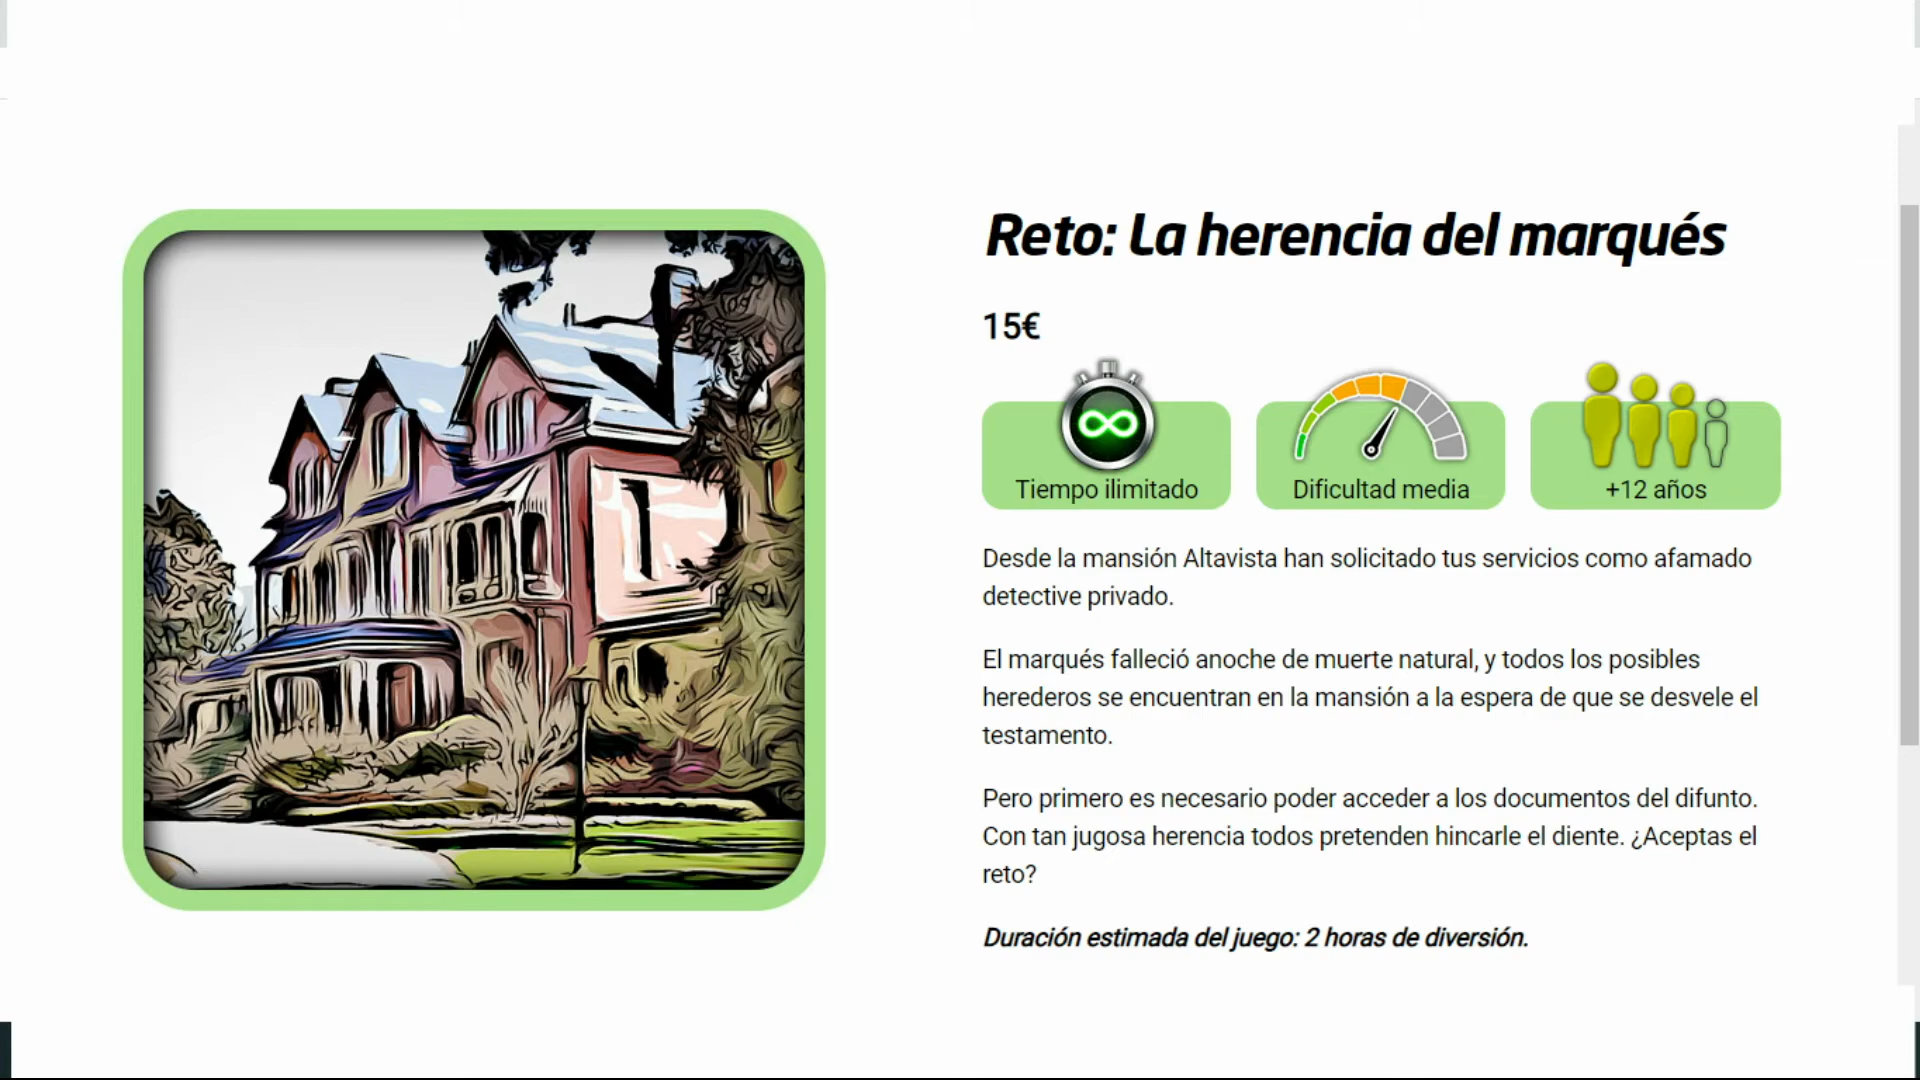 Reto: La herencia del marqués
15€
Tiempo ilimitado
Dificultad media
+12 años
Desde la mansión Altavista han solicitado tus servicios como afamado
detective privado.
El marqués falleció anoche de muerte natural, y todos los posibles
herederos se encuentran en la mansión a la espera de que se desvele el
testamento.
Pero primero es necesario poder acceder a los documentos del difunto.
Con tan jugosa herencia todos pretenden hincarle el diente. ¿Aceptas el
reto?
Duración estimada del juego: 2 horas de diversión.